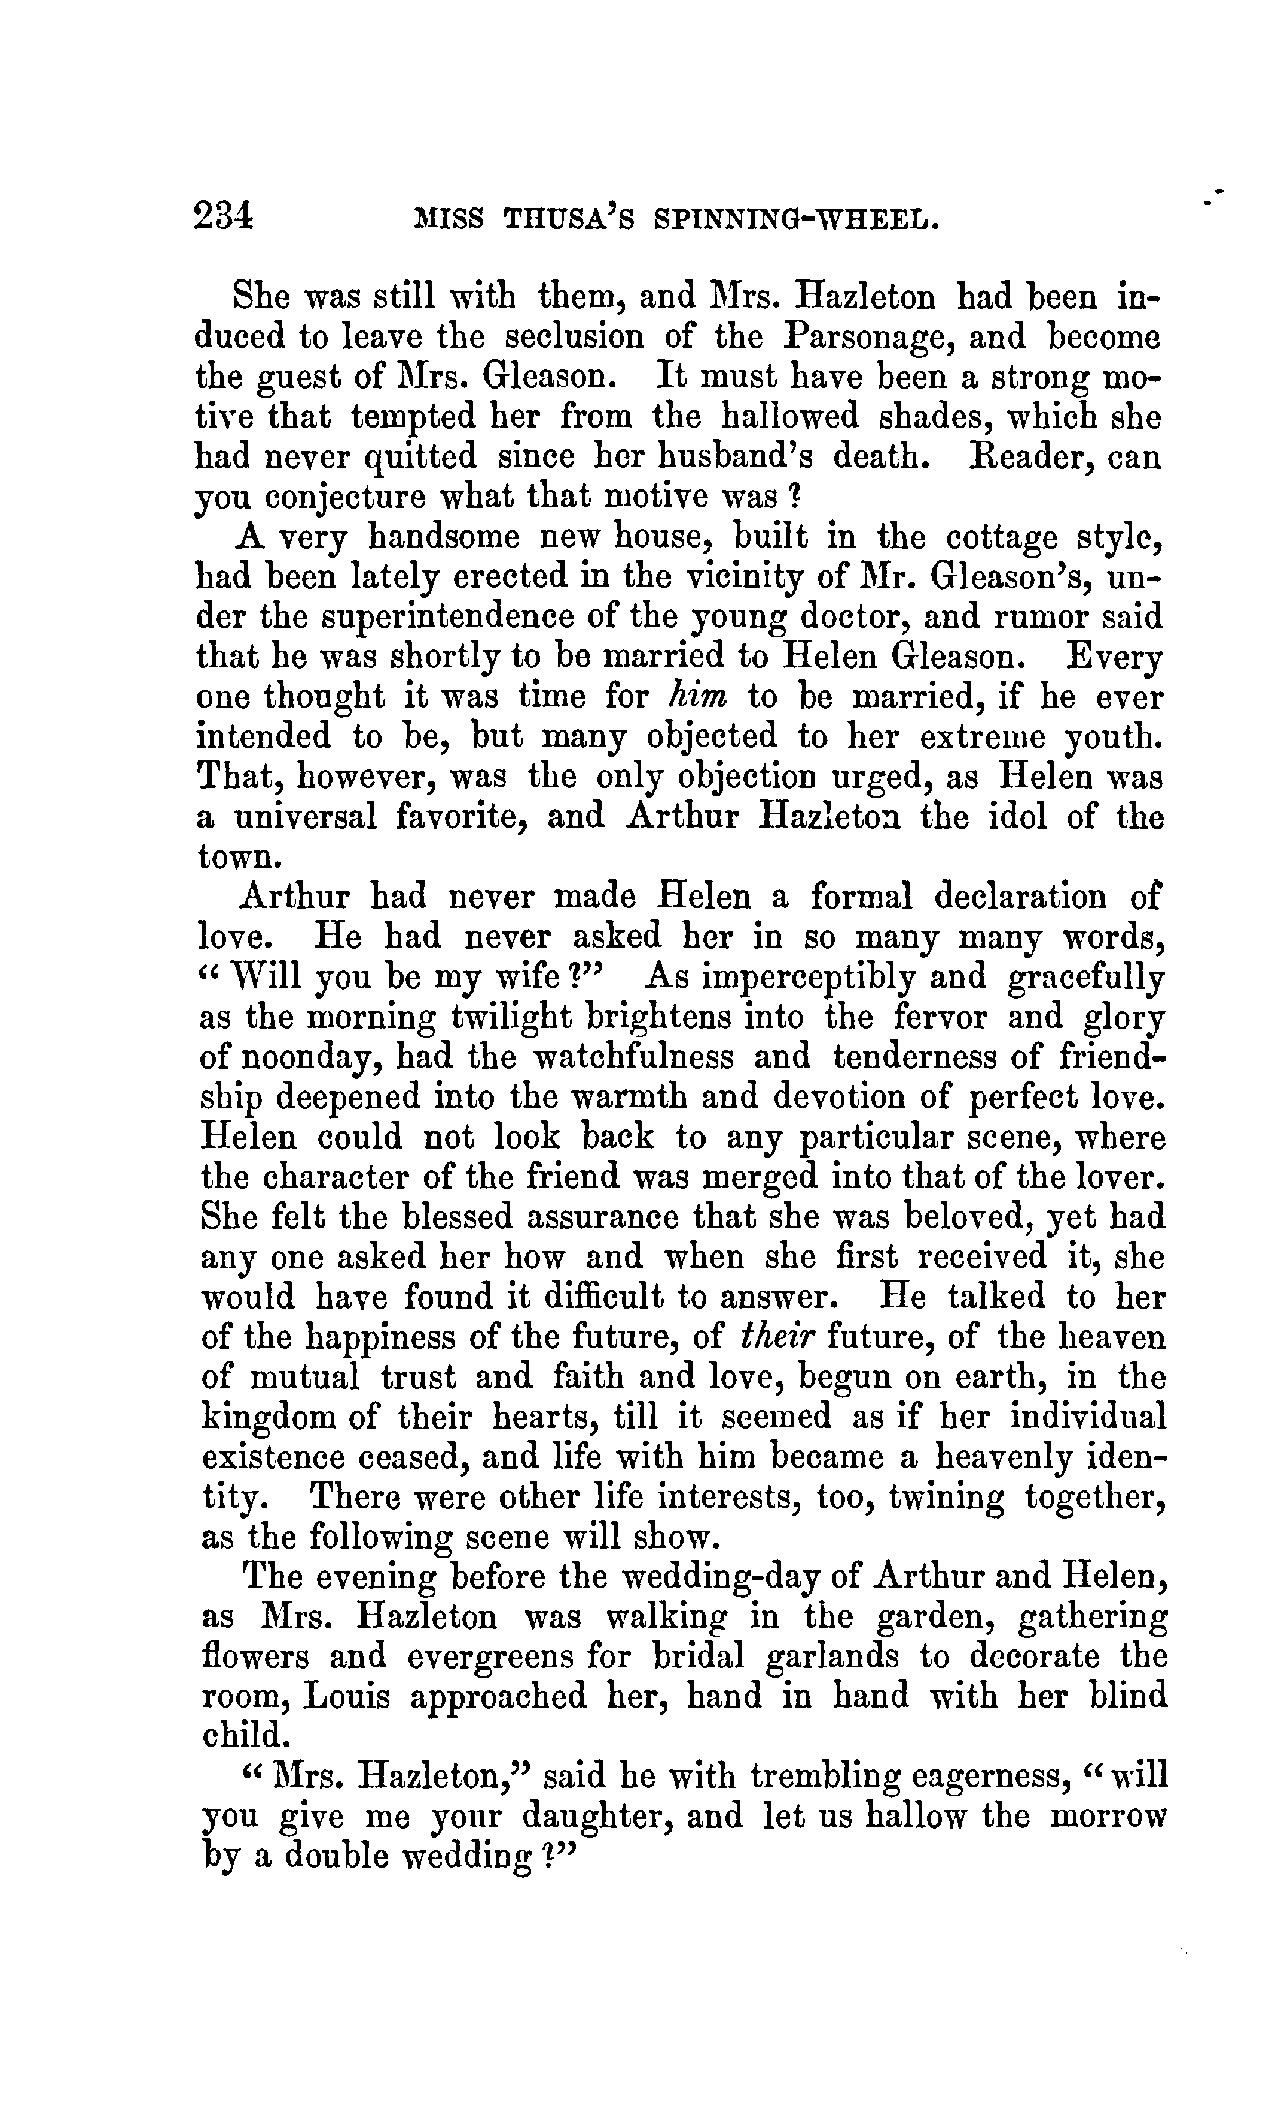 234 MISS THUSA'S SPINNING-WHEEL.
She was still with them, and Mrs. Hazleton had been in-
duced to leave the seclusion of the Parsonage, and become
the guest of Mrs. Gleason. It must have been a strong mo-
tive that tempted her from the hallowed shades, which she
had never quitted since her husband's death. Reader, can
you conjecture what that motive was ?
A very handsome new house, built in the cottage style,
had been lately erected in the vicinity of Mr. Gleason's, un-
der the superintendence of the young doctor, and rumor said
that he was shortly to be married to Helen Gleason. Every
one thought it was time for him to be married, if he ever
intended to be, but many objected to her extreme youth.
That, however, was the only objection urged, as Helen was
a universal favorite, and Arthur Hazleton the idol of the
town.
Arthur had never made Helen a formal declaration of
love. He had never asked her in so many many words,
“ Will you be my wife ?” As imperceptibly and gracefully
as the morning twilight brightens into the fervor and glory
of noonday, had the watchfulness and tenderness of friend-
ship deepened into the warmth and devotion of perfect love.
Helen could not look back to any particular scene, where
the character of the friend was merged into that of the lover.
She felt the blessed assurance that she was beloved, yet had
any one asked her how and when she first received it, she
would have found it difficult to answer. He talked to her
of the happiness of the future, of their future, of the heaven
of mutual trust and faith and love, begun on earth, in the
kingdom of their hearts, till it seemed as if her individual
existence ceased, and life with him became a heavenly iden-
tity. There were other life interests, too, twining together,
as the following scene will show.
The evening before the wedding-day of Arthur and Helen,
as Mrs. Hazleton was walking in the garden, gathering
flowers and evergreens for bridal garlands to decorate the
room, Louis approached her, hand in hand with her blind
child.
“ Mrs. Hazleton,” said he with trembling eagerness, “ will
you give me your daughter, and let us hallow the morrow
by a double wedding ?”